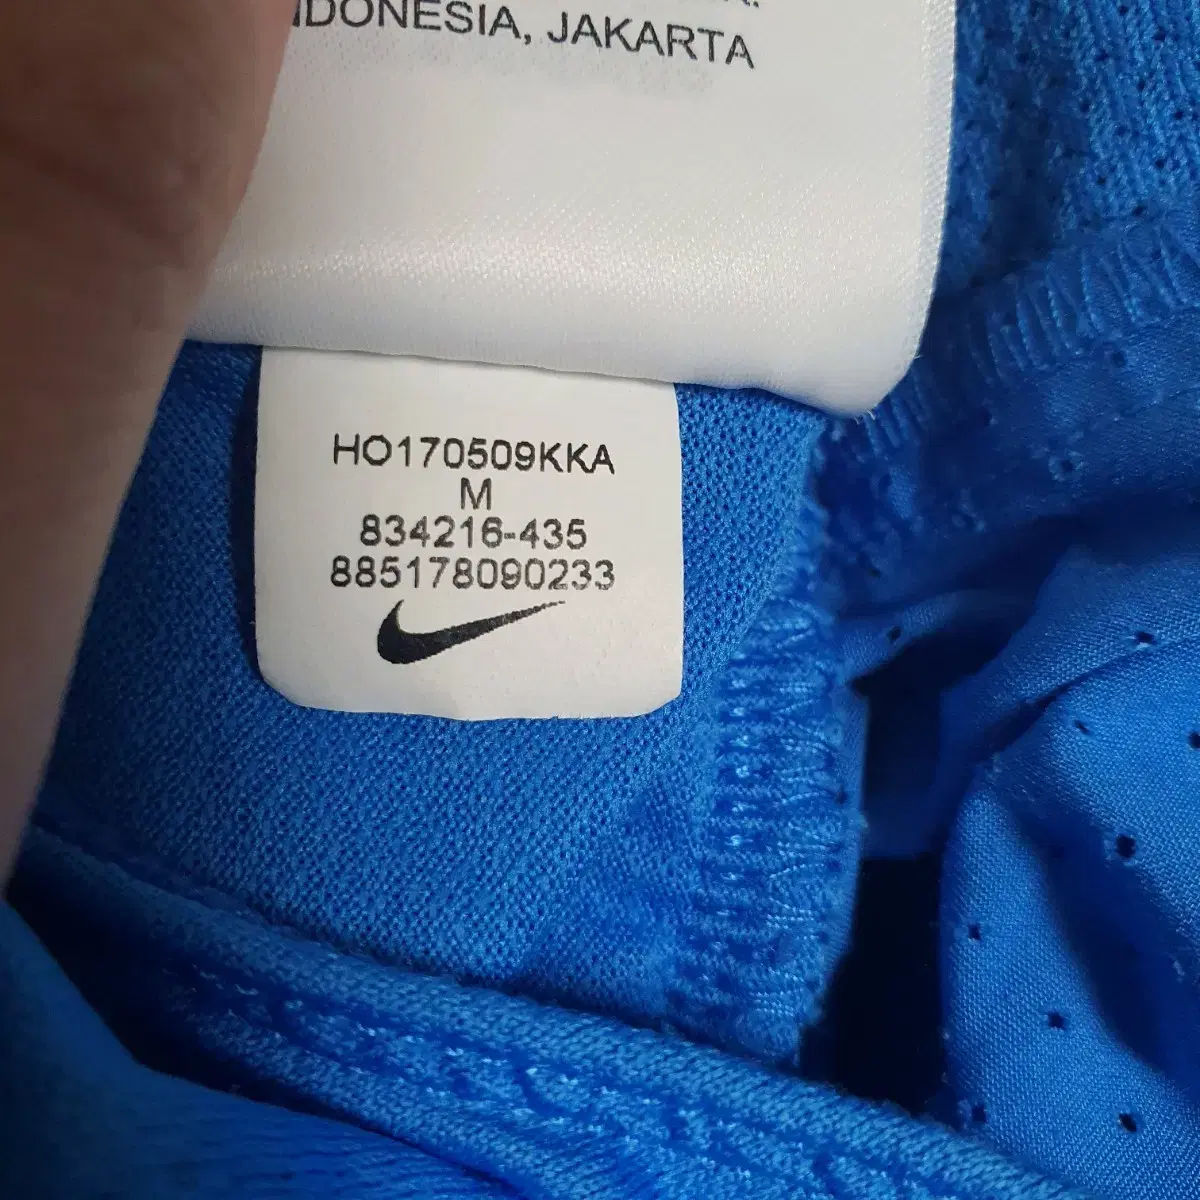 INDONESIA, JAKARTA
HO170509KKA
M
834216-435
885178090233